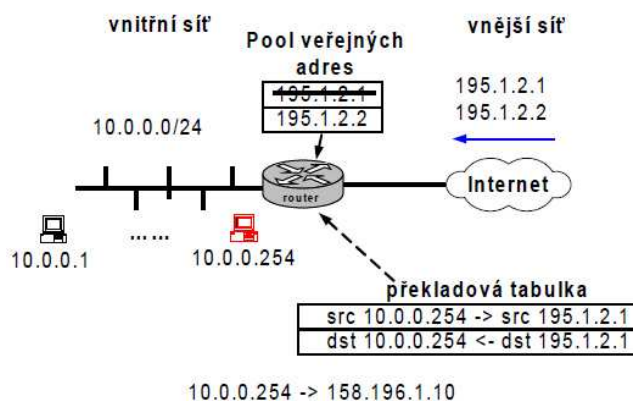 vnitřní síť
Pool veřejných
adres
vnější síť
195.1.2.1
195.1.2.2
195.1.2.1
195.1.2.2
10.0.0.0/24
router
Internet
10.0.0.1
......
10.0.0.254
překladová tabulka
src 10.0.0.254 -> src 195.1.2.1
dst 10.0.0.254 <- dst 195.1.2.1
10.0.0.254 -> 158.196.1.10